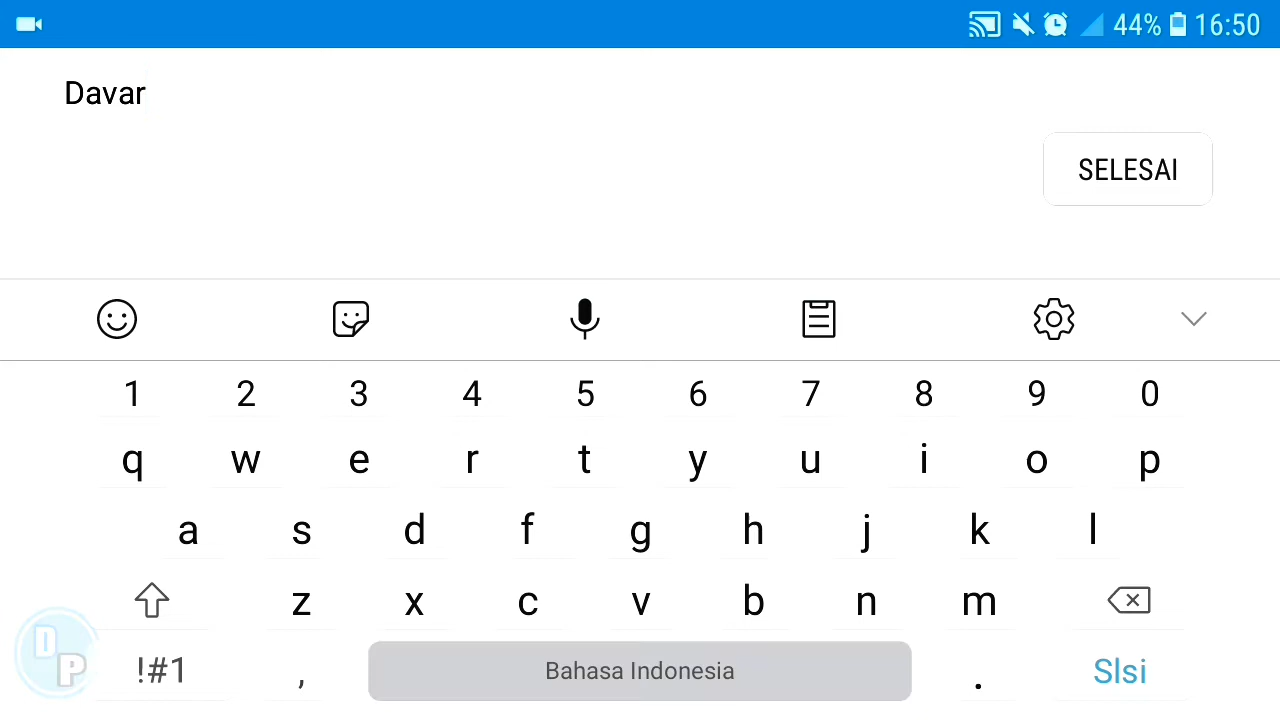 44% 16:50
Davar
SELESAI
1 2 3 4 5 6 7 8 9 0
q w e r t y u i o p
a s d f g h j k l
z x c v b n m
!#1 , Bahasa Indonesia . Slsi
DP